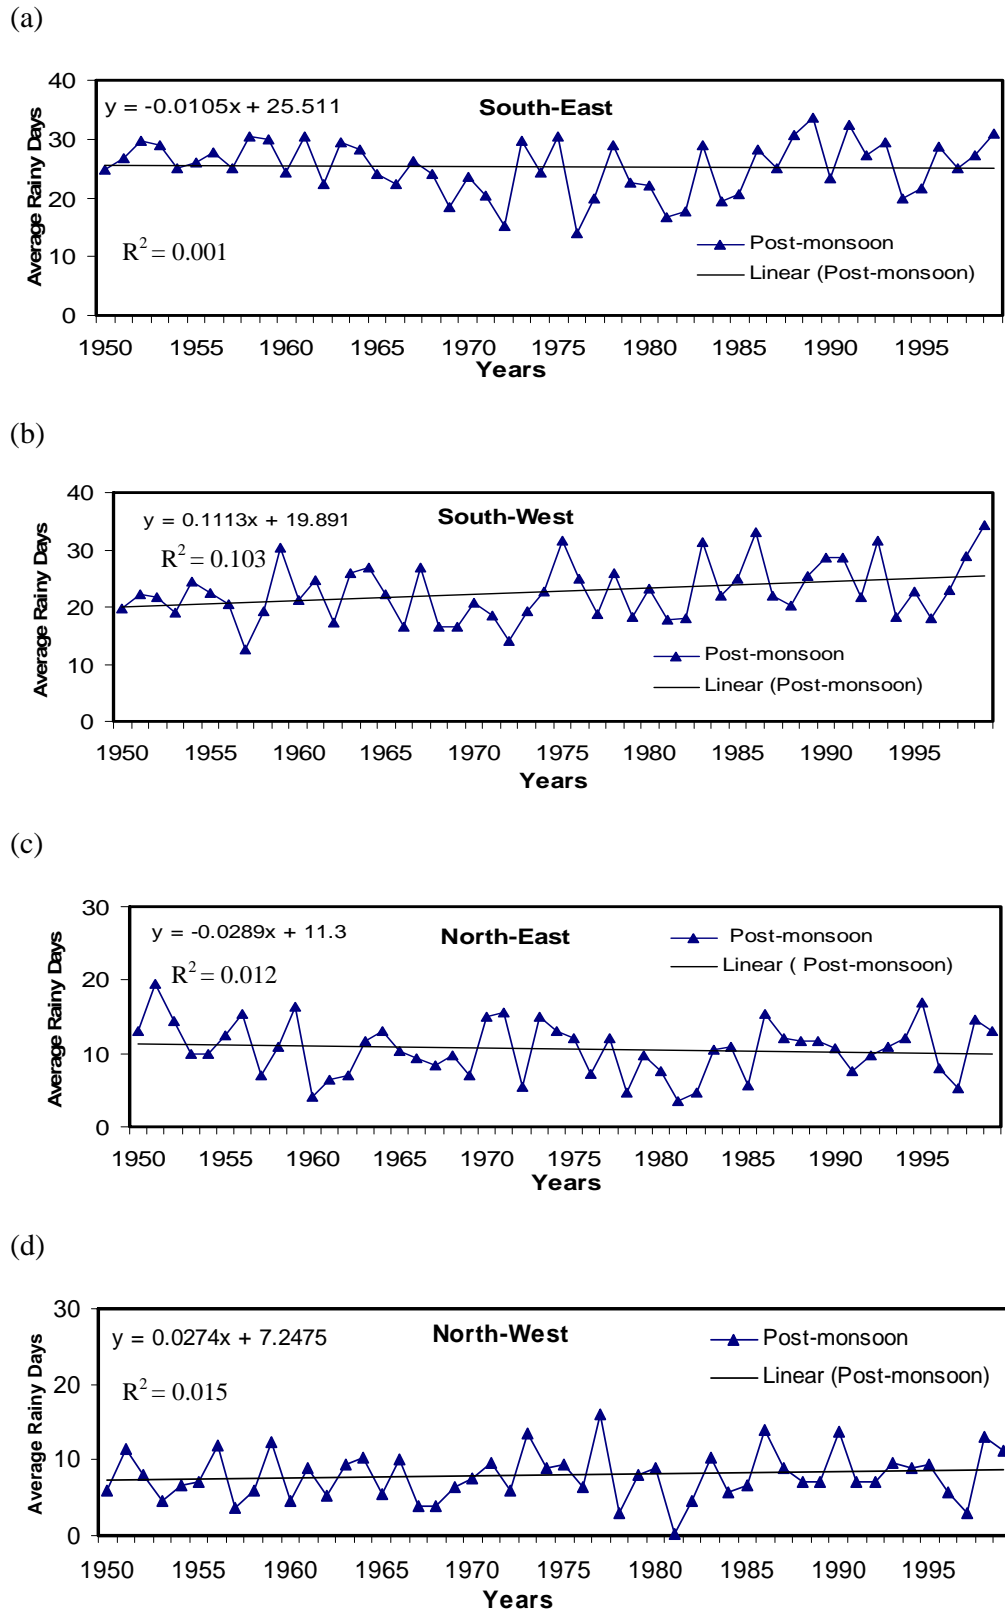 (a)
40
30
20
10
0
y = -0.0105x + 25.511
South-East
R² = 0.001
Post-monsoon
Linear (Post-monsoon)
Average Rainy Days
1950 1955 1960 1965 1970 1975 1980 1985 1990 1995
Years
(b)
40
30
20
10
0
y = 0.1113x + 19.891
South-West
R² = 0.103
Post-monsoon
Linear (Post-monsoon)
Average Rainy Days
1950 1955 1960 1965 1970 1975 1980 1985 1990 1995
Years
(c)
30
20
10
0
y = -0.0289x + 11.3
North-East
R² = 0.012
Post-monsoon
Linear ( Post-monsoon)
Average Rainy Days
1950 1955 1960 1965 1970 1975 1980 1985 1990 1995
Years
(d)
30
20
10
0
y = 0.0274x + 7.2475
North-West
R² = 0.015
Post-monsoon
Linear (Post-monsoon)
Average Rainy Days
1950 1955 1960 1965 1970 1975 1980 1985 1990 1995
Years